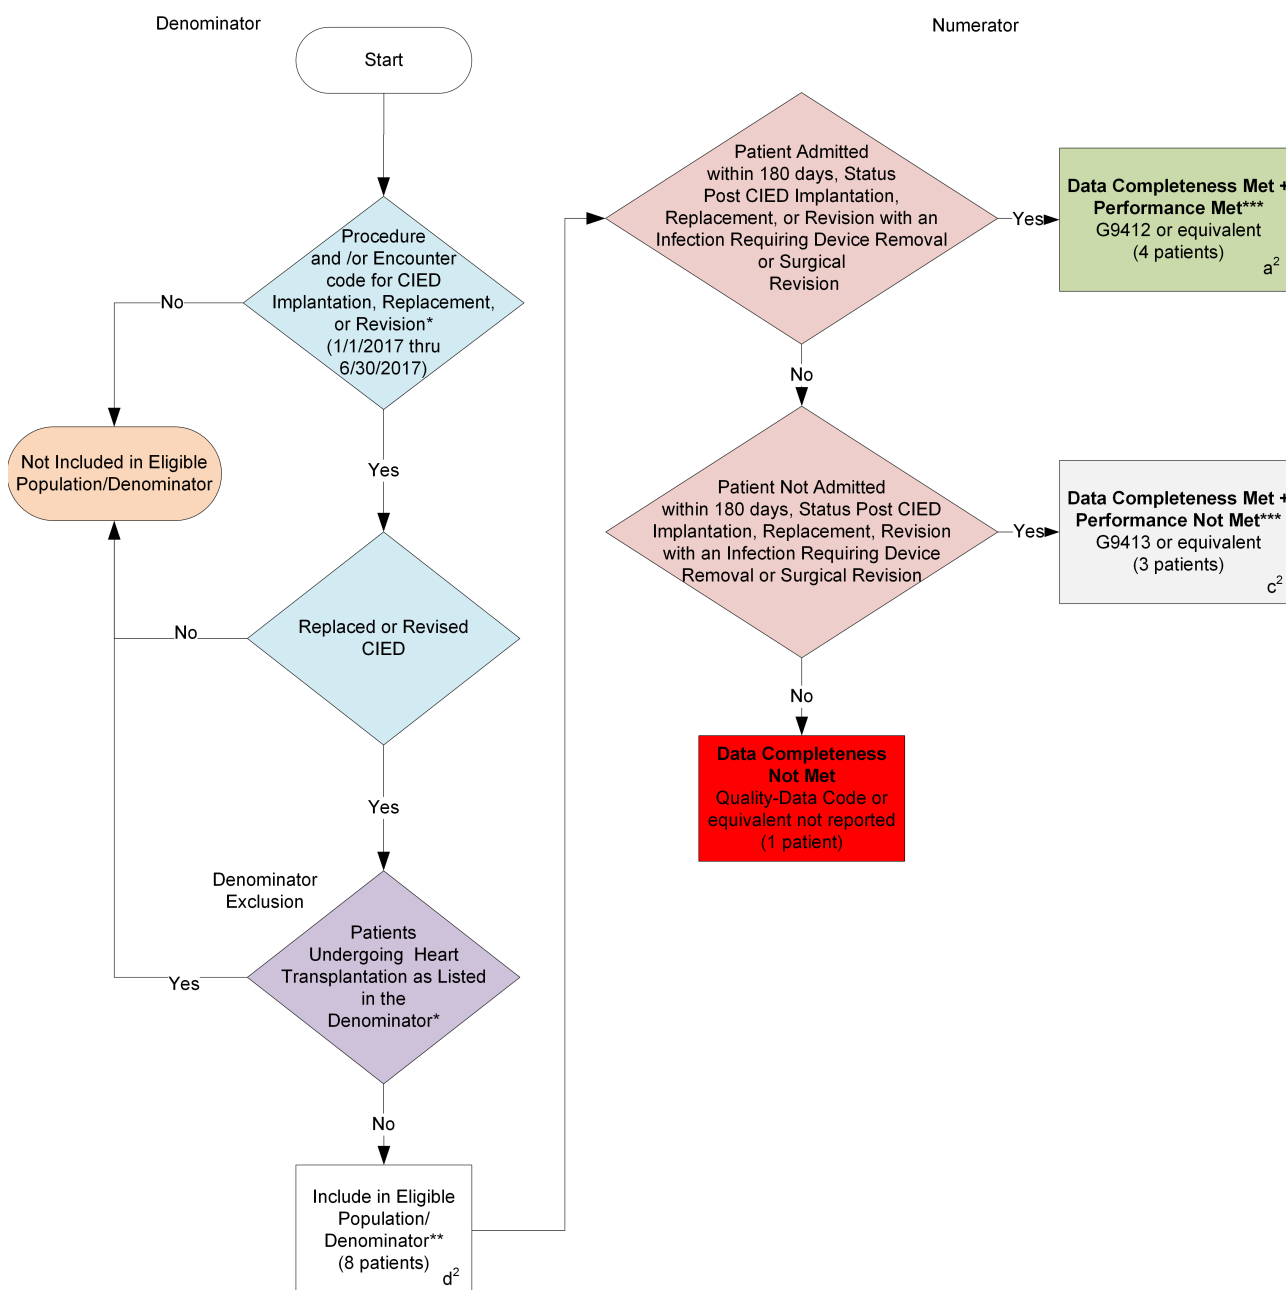 Denominator
Numerator
Start
Procedure
and /or Encounter
code for CIED
Implantation, Replacement,
or Revision*
(1/1/2017 thru
6/30/2017)
No
Not Included in Eligible
Population/Denominator
Yes
Replaced or Revised
CIED
No
Yes
Denominator
Exclusion
Patients
Undergoing Heart
Transplantation as Listed
in the
Denominator*
Yes
No
Include in Eligible
Population/
Denominator**
(8 patients)
d²
Patient Admitted
within 180 days, Status
Post CIED Implantation,
Replacement, or Revision with an
Infection Requiring Device Removal
or Surgical
Revision
Yes
Data Completeness Met +
Performance Met***
G9412 or equivalent
(4 patients)
a²
No
Patient Not Admitted
within 180 days, Status Post CIED
Implantation, Replacement, Revision
with an Infection Requiring Device
Removal or Surgical Revision
Yes
Data Completeness Met +
Performance Not Met***
G9413 or equivalent
(3 patients)
c²
No
Data Completeness
Not Met
Quality-Data Code or
equivalent not reported
(1 patient)